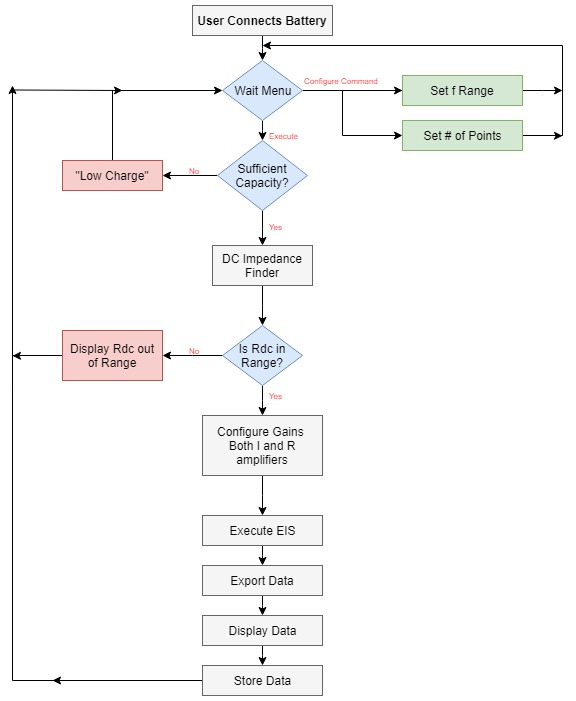 User Connects Battery
Wait Menu
Configure Command
Set f Range
Set # of Points
Execute
Sufficient
Capacity?
No
"Low Charge"
Yes
DC Impedance
Finder
Is Rdc in
Range?
No
Display Rdc out
of Range
Yes
Configure Gains
Both I and R
amplifiers
Execute EIS
Export Data
Display Data
Store Data